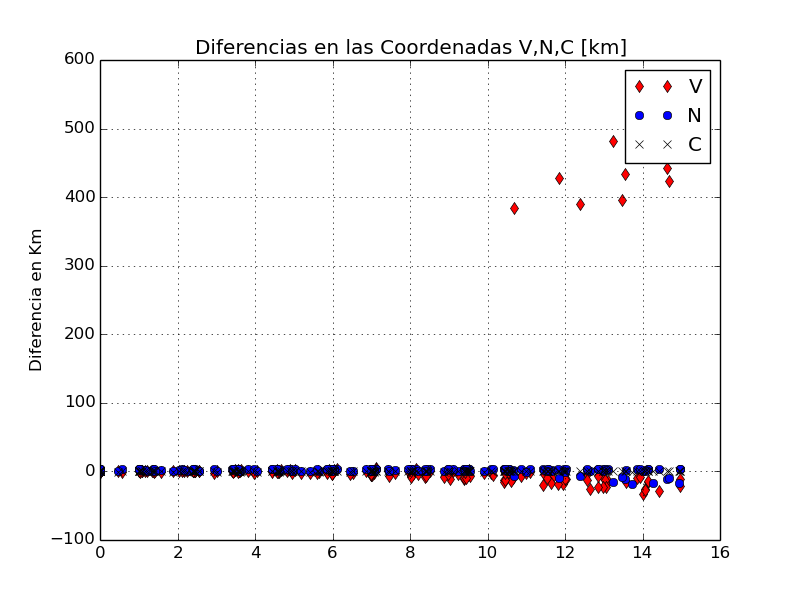 Diferencias en las Coordenadas V,N,C [km]
600
500
400
300
200
100
0
−100
Diferencia en Km
V
N
C
0 2 4 6 8 10 12 14 16